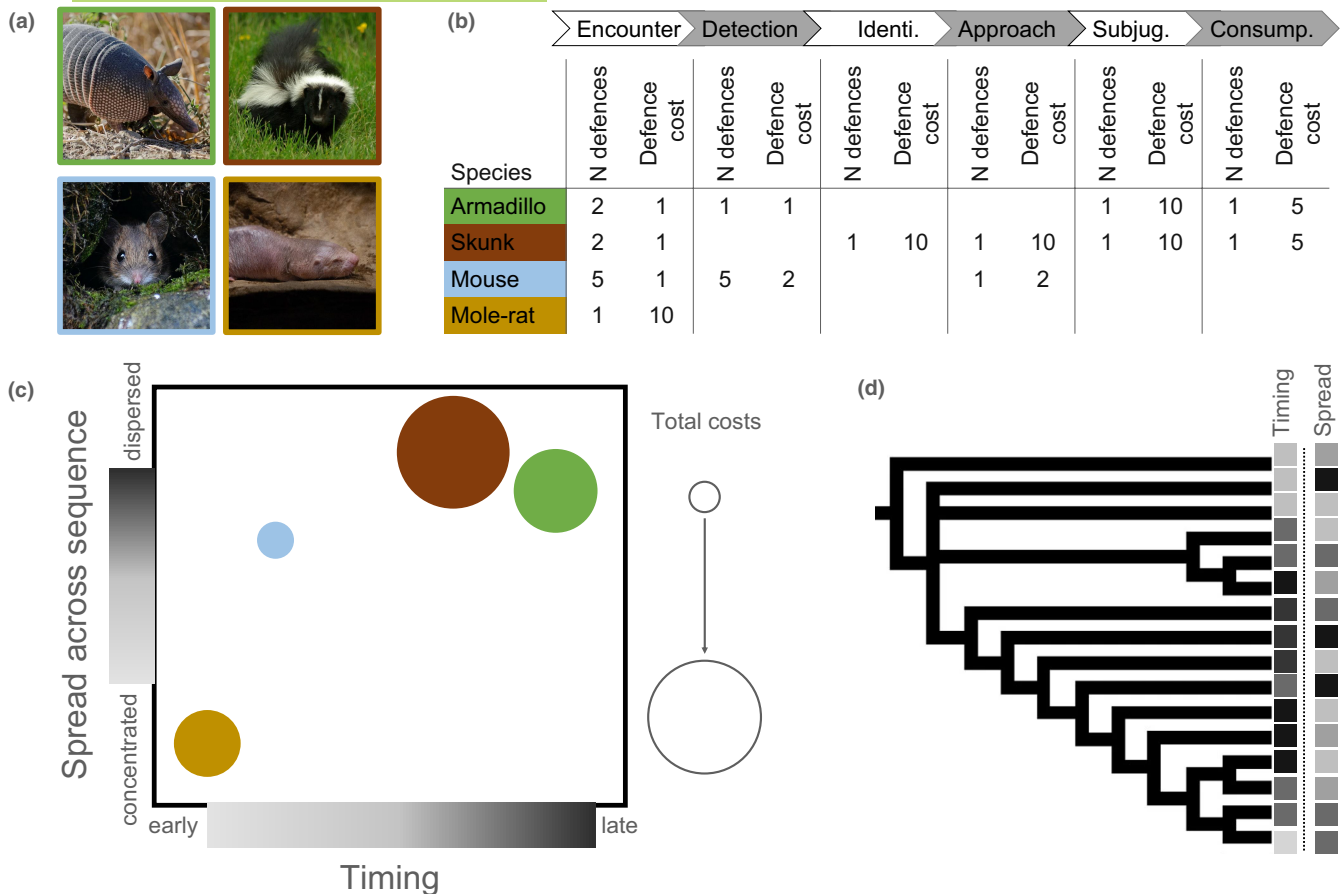 (a)
(b)
Encounter Detection Identi. Approach Subjug. Consump.
N defences Defence cost N defences Defence cost N defences Defence cost N defences Defence cost N defences Defence cost N defences Defence cost
Species
Armadillo 2 1 1 1 1 10 1 5
Skunk 2 1 1 10 1 10 1 10 1 5
Mouse 5 1 5 2 1 2
Mole-rat 1 10
(c)
Spread across sequence
dispersed
concentrated
early
late
Timing
Total costs
(d)
Timing
Spread